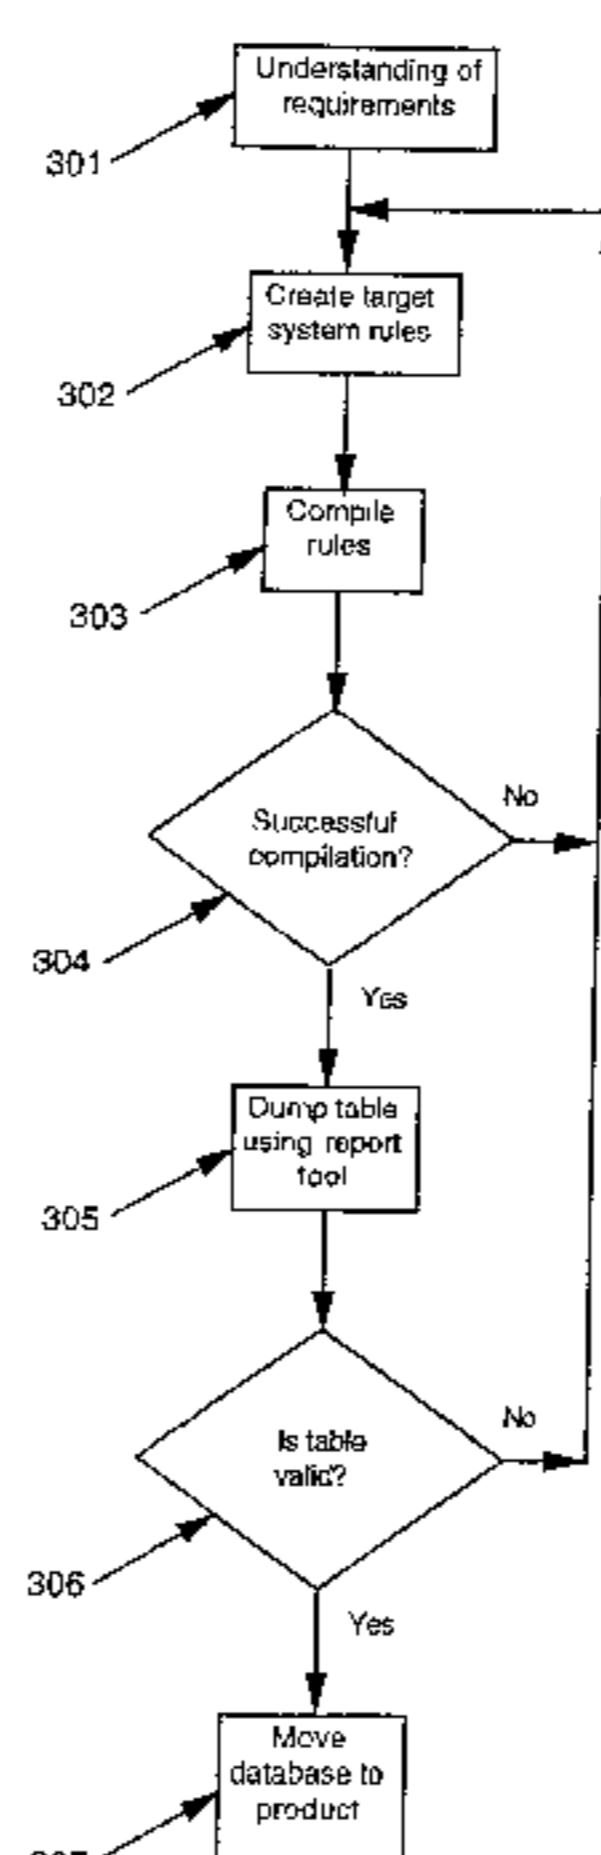 Understanding of
requirements
301
Create target
system rules
302
Compile
rules
303
No
Successful
compilation?
304
Yes
Dump table
using report
tool
305
No
Is table
valid?
306
Yes
Move
database to
product